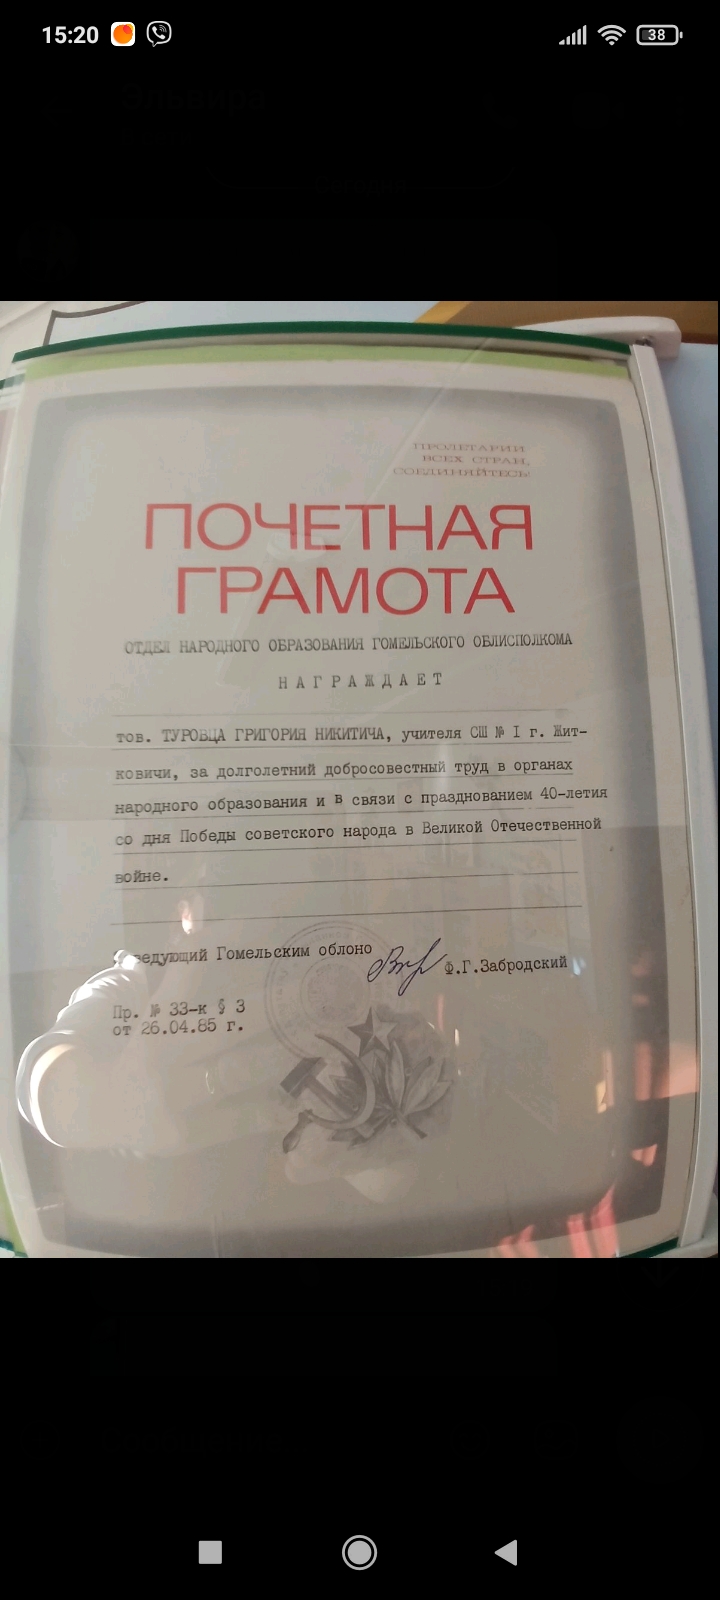 15:20
38
ПРОЛЕТАРИИ
ВСЕХ СТРАН,
СОЕДИНЯЙТЕСЬ!
ПОЧЕТНАЯ
ГРАМОТА
ОТДЕЛ НАРОДНОГО ОБРАЗОВАНИЯ ГОМЕЛЬСКОГО ОБЛИСПОЛКОМА
НАГРАЖДАЕТ
тов. ТУРОВЦА ГРИГОРИЯ НИКИТИЧА, учителя СШ № I г. Жит-
ковичи, за долголетний добросовестный труд в органах
народного образования и в связи с празднованием 40-летия
со дня Победы советского народа в Великой Отечественной
войне.
Заведующий Гомельским облоно Ф.Г.Забродский
Пр. № 33-к § 3
от 26.04.85 г.